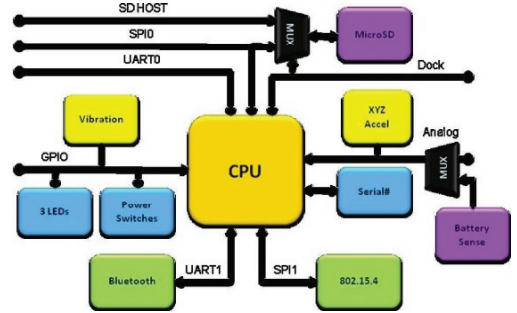 SD HOST
SPI0
UART0
MUX
MicroSD
Dock
Vibration
XYZ
Accel
Analog
GPIO
CPU
MUX
3 LEDs
Power
Switches
Serial#
Battery
Sense
Bluetooth
UART1
SPI1
802.15.4